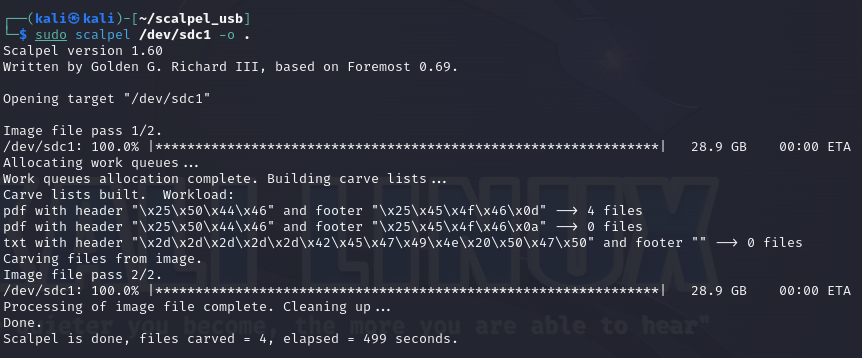 ┌──(kali㉿kali)-[~/scalpel_usb]
└─$ sudo scalpel /dev/sdc1 -o .
Scalpel version 1.60
Written by Golden G. Richard III, based on Foremost 0.69.

Opening target "/dev/sdc1"

Image file pass 1/2.
/dev/sdc1: 100.0% |***************************************************************|   28.9 GB    00:00 ETA
Allocating work queues...
Work queues allocation complete. Building carve lists...
Carve lists built.  Workload:
pdf with header "\x25\x50\x44\x46" and footer "\x25\x45\x4f\x46\x0d" --> 4 files
pdf with header "\x25\x50\x44\x46" and footer "\x25\x45\x4f\x46\x0a" --> 0 files
txt with header "\x2d\x2d\x2d\x2d\x2d\x42\x45\x47\x49\x4e\x20\x50\x47\x50" and footer "" --> 0 files
Carving files from image.
Image file pass 2/2.
/dev/sdc1: 100.0% |***************************************************************|   28.9 GB    00:00 ETA
Processing of image file complete. Cleaning up...
Done.
Scalpel is done, files carved = 4, elapsed = 499 seconds.
LINUX
you become, the more you are able to hear"